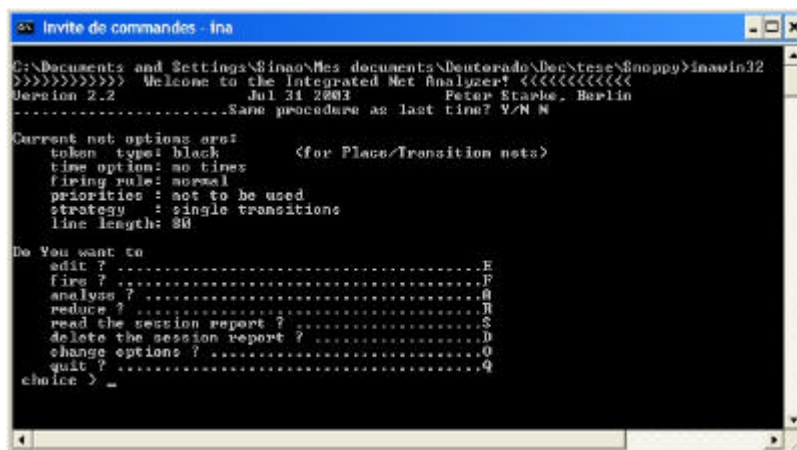 Invite de commandes - ina
C:\Documents and Settings\Simao\Mes documents\Doutorado\Doc\tese\Snoppy>inawin32
>>>>>>>>>>>> Welcome to the Integrated Net Analyzer! <<<<<<<<<<<<
Version 2.2 Jul 31 2003 Peter Starke, Berlin
.......................Same procedure as last time? Y/N N
Current net options are:
token type: black (for Place/Transition nets)
time option: no times
firing rule: normal
priorities : not to be used
strategy : single transitions
line length: 80
Do You want to
edit ? ........................................E
fire ? ........................................F
analyse ? .....................................A
reduce ? ......................................R
read the session report ? .....................S
delete the session report ? ...................D
change options ? ..............................O
quit ? ........................................Q
choice > _